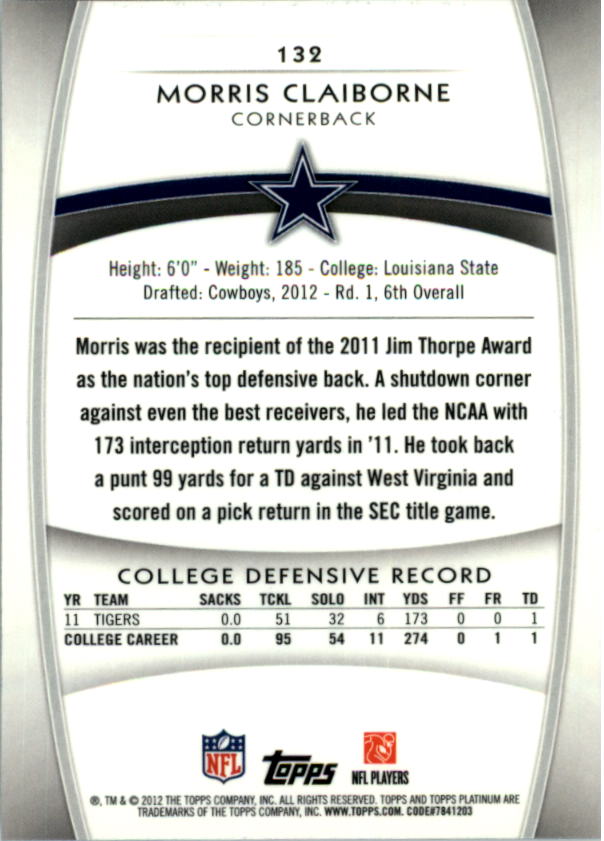 132
MORRIS CLAIBORNE
CORNERBACK
Height: 6'0" - Weight: 185 - College: Louisiana State
Drafted: Cowboys, 2012 - Rd. 1, 6th Overall
Morris was the recipient of the 2011 Jim Thorpe Award
as the nation's top defensive back. A shutdown corner
against even the best receivers, he led the NCAA with
173 interception return yards in '11. He took back
a punt 99 yards for a TD against West Virginia and
scored on a pick return in the SEC title game.
COLLEGE DEFENSIVE RECORD
YR TEAM SACKS TCKL SOLO INT YDS FF FR TD
11 TIGERS 0.0 51 32 6 173 0 0 1
COLLEGE CAREER 0.0 95 54 11 274 0 1 1
NFL topps NFL PLAYERS
®, TM & © 2012 THE TOPPS COMPANY, INC. ALL RIGHTS RESERVED. TOPPS AND TOPPS PLATINUM ARE
TRADEMARKS OF THE TOPPS COMPANY, INC. WWW.TOPPS.COM. CODE#7841203